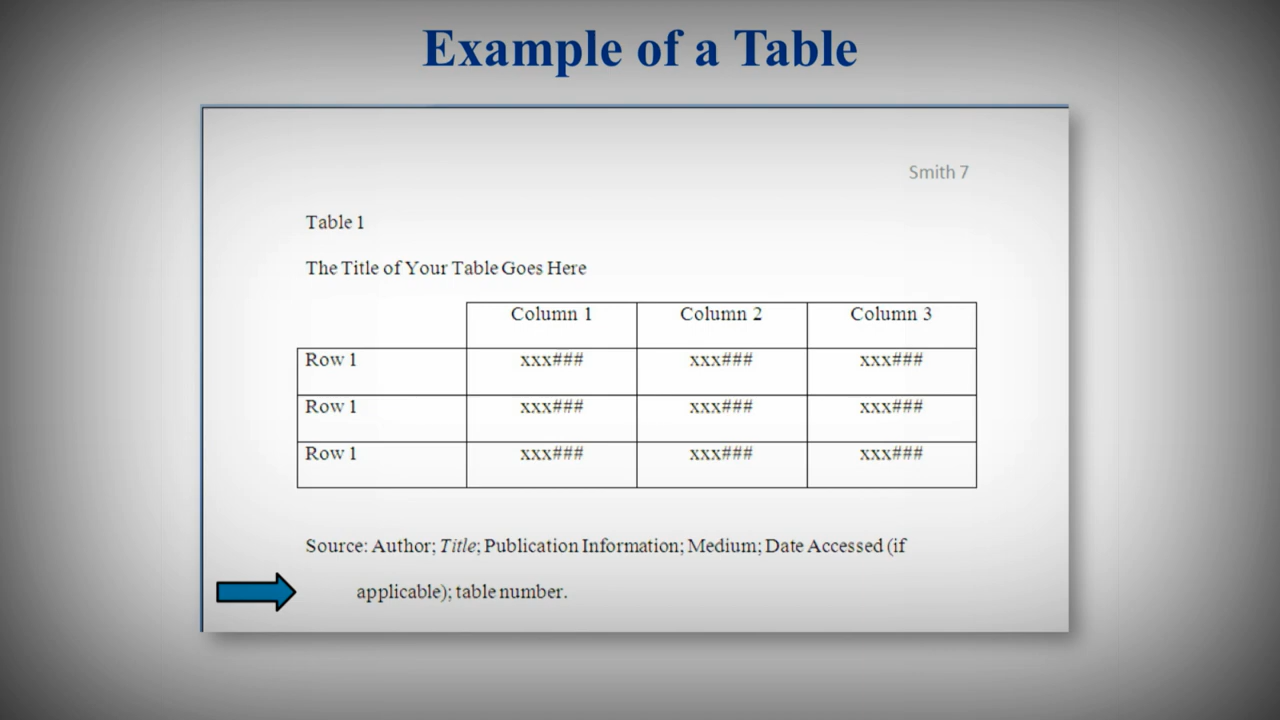 Example of a Table
Smith 7
Table 1
The Title of Your Table Goes Here
Column 1 Column 2 Column 3
Row 1 xxx### xxx### xxx###
Row 1 xxx### xxx### xxx###
Row 1 xxx### xxx### xxx###
Source: Author; Title; Publication Information; Medium; Date Accessed (if
applicable); table number.